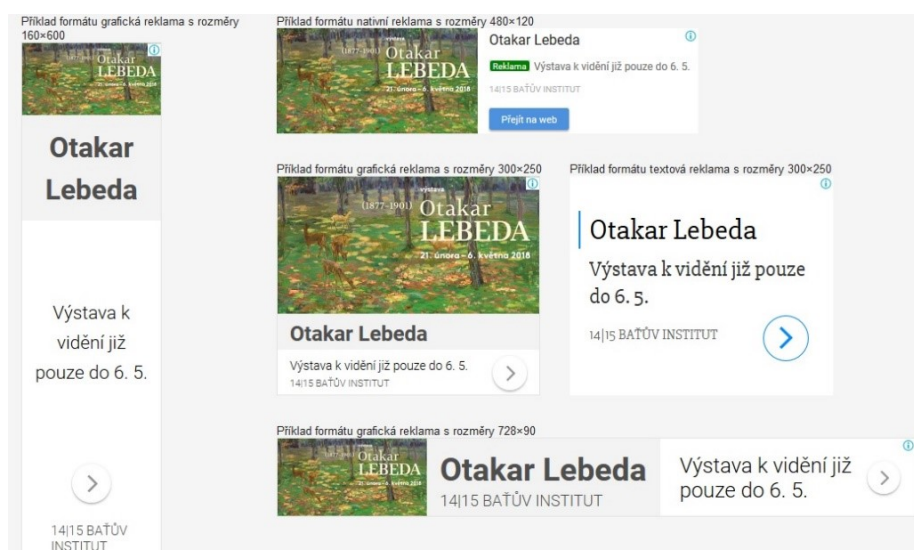 Příklad formátu grafická reklama s rozměry
160×600
(1877-1901) Otakar
LEBEDA
Otakar
Lebeda
Výstava k
vidění již
pouze do 6. 5.
14|15 BAŤŮV
INSTITUT
Příklad formátu nativní reklama s rozměry 480×120
výstava
(1877-1901) Otakar
LEBEDA
21. února - 6. května 2018
Otakar Lebeda
Reklama Výstava k vidění již pouze do 6. 5.
14|15 BAŤŮV INSTITUT
Přejít na web
Příklad formátu grafická reklama s rozměry 300×250
výstava
(1877-1901) Otakar
LEBEDA
21. února - 6. května 2018
Otakar Lebeda
Výstava k vidění již pouze do 6. 5.
14|15 BAŤŮV INSTITUT
Příklad formátu textová reklama s rozměry 300×250
Otakar Lebeda
Výstava k vidění již pouze
do 6. 5.
14|15 BAŤŮV INSTITUT
Příklad formátu grafická reklama s rozměry 728×90
Otakar
LEBEDA
Otakar Lebeda
14|15 BAŤŮV INSTITUT
Výstava k vidění již
pouze do 6. 5.